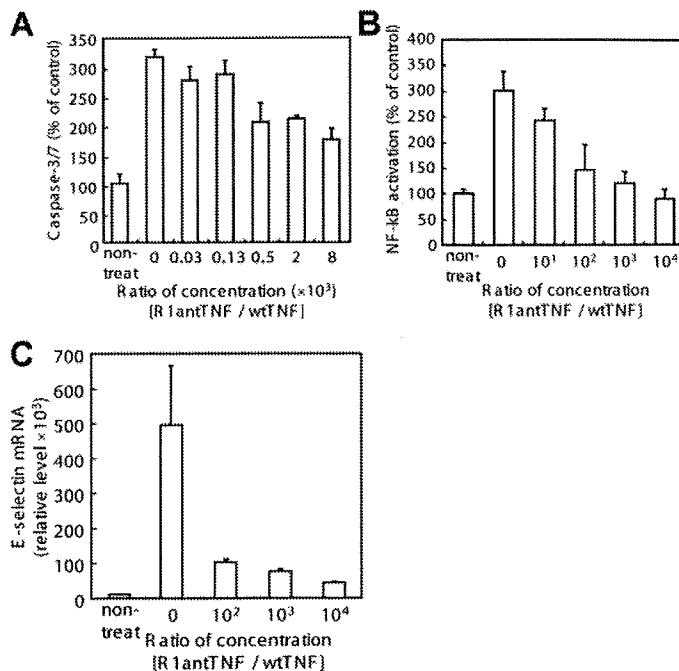 A
Caspase-3/7 (% of control)
350
300
250
200
150
100
50
0
non-
treat
0 0,03 0,13 0,5 2 8
Ratio of concentration (×10³)
[R1antTNF / wtTNF]
B
NF-kB activation (% of control)
400
350
300
250
200
150
100
50
0
non-
treat
0 10¹ 10² 10³ 10⁴
Ratio of concentration
[R1antTNF / wtTNF]
C
E-selectin mRNA
(relative level ×10³)
700
600
500
400
300
200
100
0
non-
treat
0 10² 10³ 10⁴
Ratio of concentration
[R1antTNF / wtTNF]